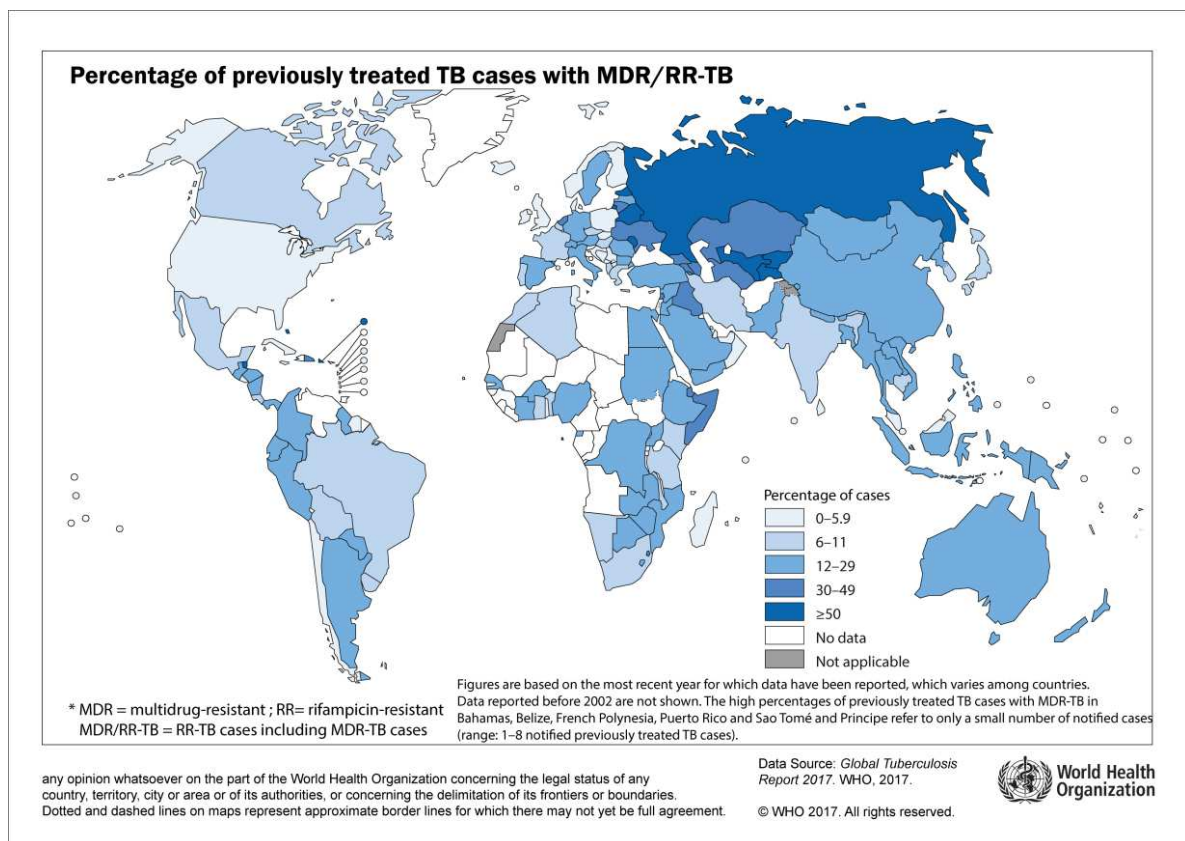 Percentage of previously treated TB cases with MDR/RR-TB
Percentage of cases
0–5.9
6–11
12–29
30–49
≥50
No data
Not applicable
* MDR = multidrug-resistant ; RR= rifampicin-resistant
MDR/RR-TB = RR-TB cases including MDR-TB cases
Figures are based on the most recent year for which data have been reported, which varies among countries.
Data reported before 2002 are not shown. The high percentages of previously treated TB cases with MDR-TB in
Bahamas, Belize, French Polynesia, Puerto Rico and Sao Tomé and Principe refer to only a small number of notified cases
(range: 1–8 notified previously treated TB cases).
any opinion whatsoever on the part of the World Health Organization concerning the legal status of any
country, territory, city or area or of its authorities, or concerning the delimitation of its frontiers or boundaries.
Dotted and dashed lines on maps represent approximate border lines for which there may not yet be full agreement.
Data Source: Global Tuberculosis
Report 2017. WHO, 2017.
© WHO 2017. All rights reserved.
World Health
Organization